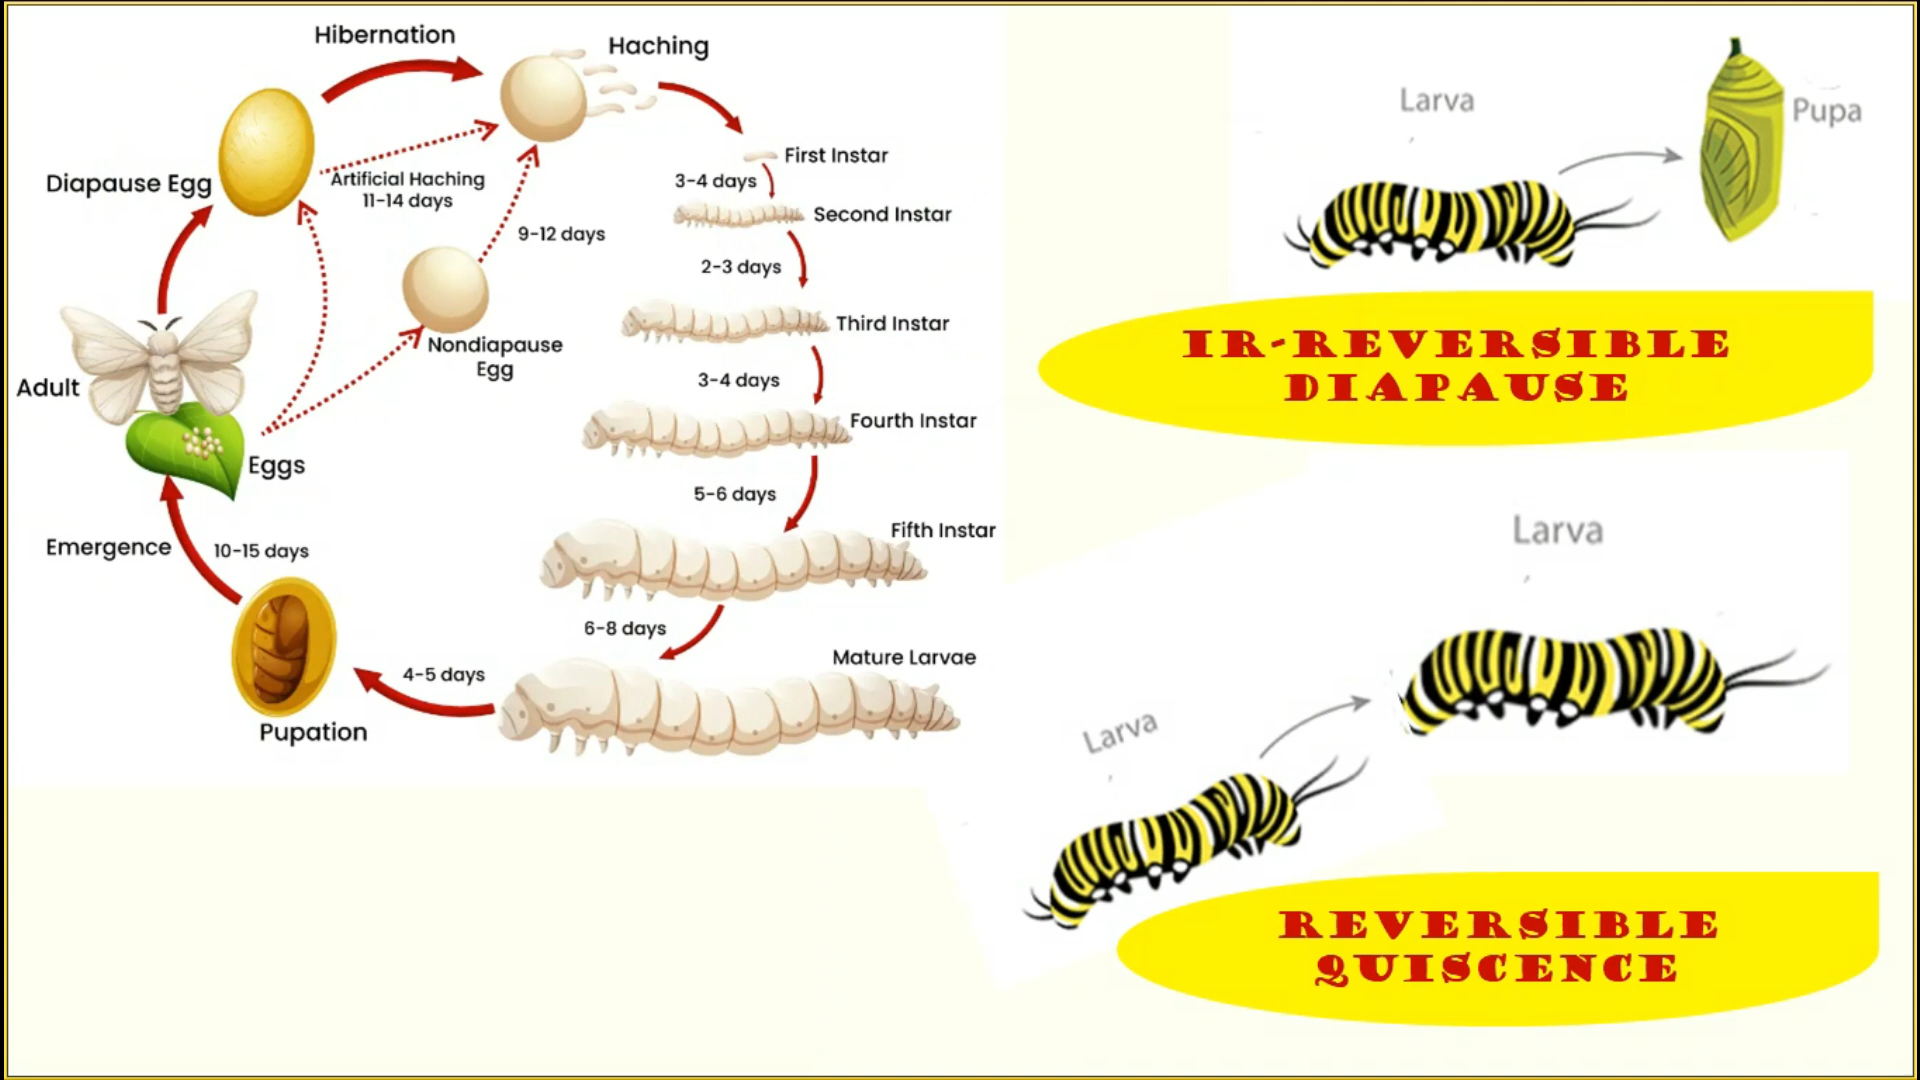 Hibernation
Haching
Diapause Egg
Artificial Haching
11-14 days
First Instar
3-4 days
Second Instar
9-12 days
2-3 days
Nondiapause
Egg
Third Instar
3-4 days
Adult
Fourth Instar
Eggs
5-6 days
Fifth Instar
Emergence
10-15 days
6-8 days
Mature Larvae
4-5 days
Pupation
Larva
Pupa
IR-REVERSIBLE
DIAPAUSE
Larva
Larva
REVERSIBLE
QUISCENCE